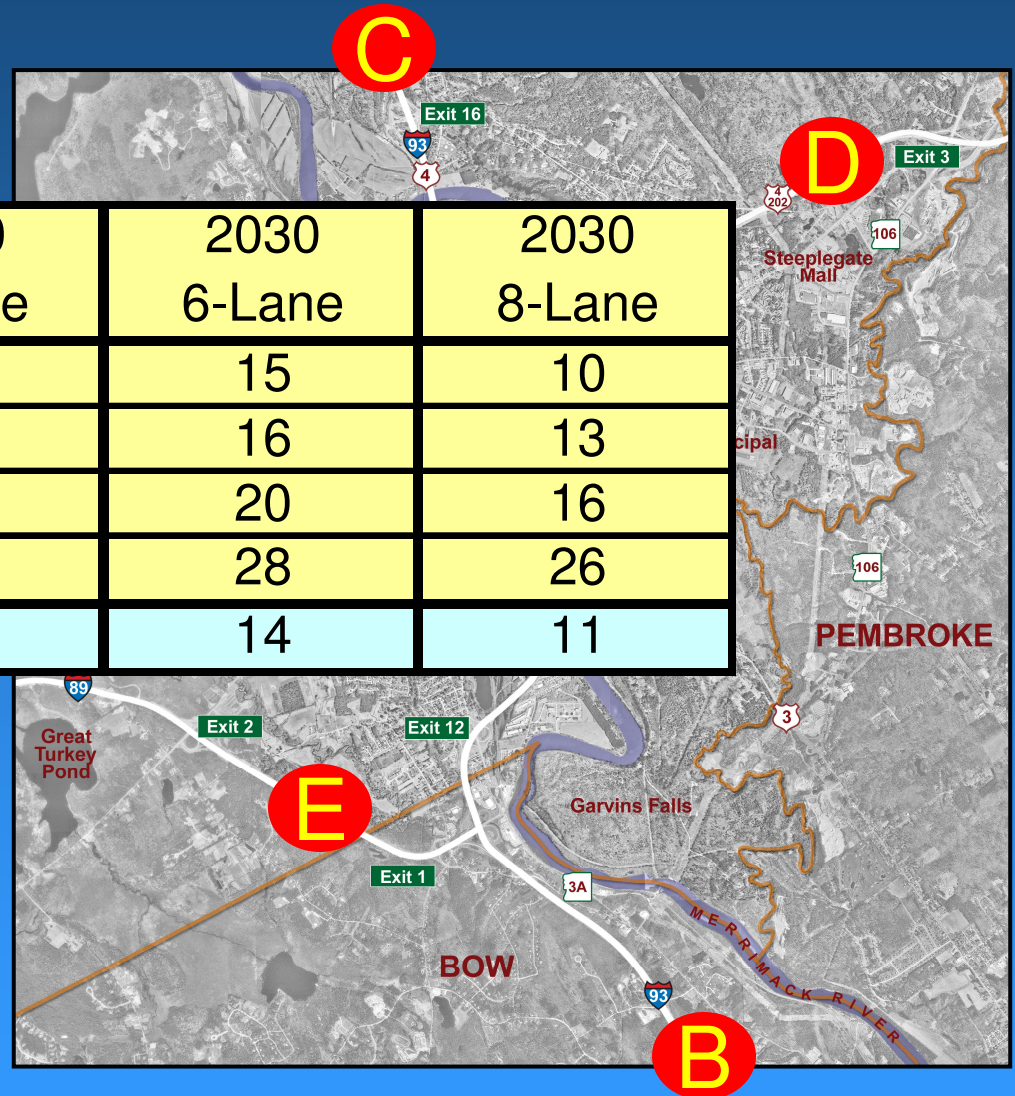 C
Exit 16
93
4
D
Exit 3
4
202
106
Steeplegate
Mall
0 2030 2030
e 6-Lane 8-Lane
15 10
16 13
cipal
20 16
28 26
14 11
106
PEMBROKE
89
Exit 2
Exit 12
3
Great
Turkey
Pond
E
Garvins Falls
Exit 1
3A
MERRIMACK RIVER
BOW
93
B